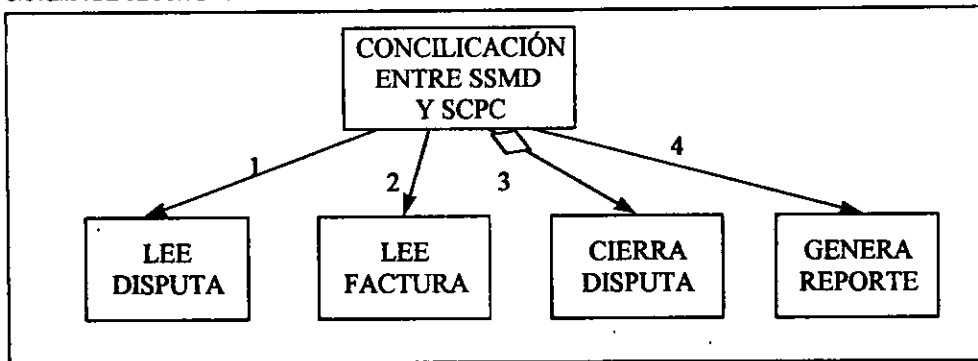 CONCILICACIÓN
ENTRE SSMD
Y SCPC
1
2
3
4
LEE
DISPUTA
LEE
FACTURA
CIERRA
DISPUTA
GENERA
REPORTE